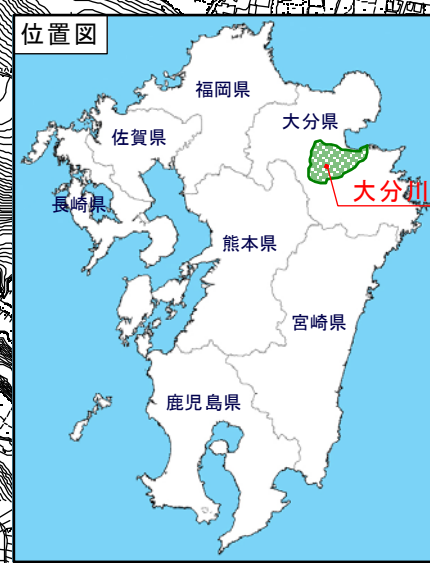 位置図
福岡県
大分県
佐賀県
大分川
長崎県
熊本県
宮崎県
鹿児島県